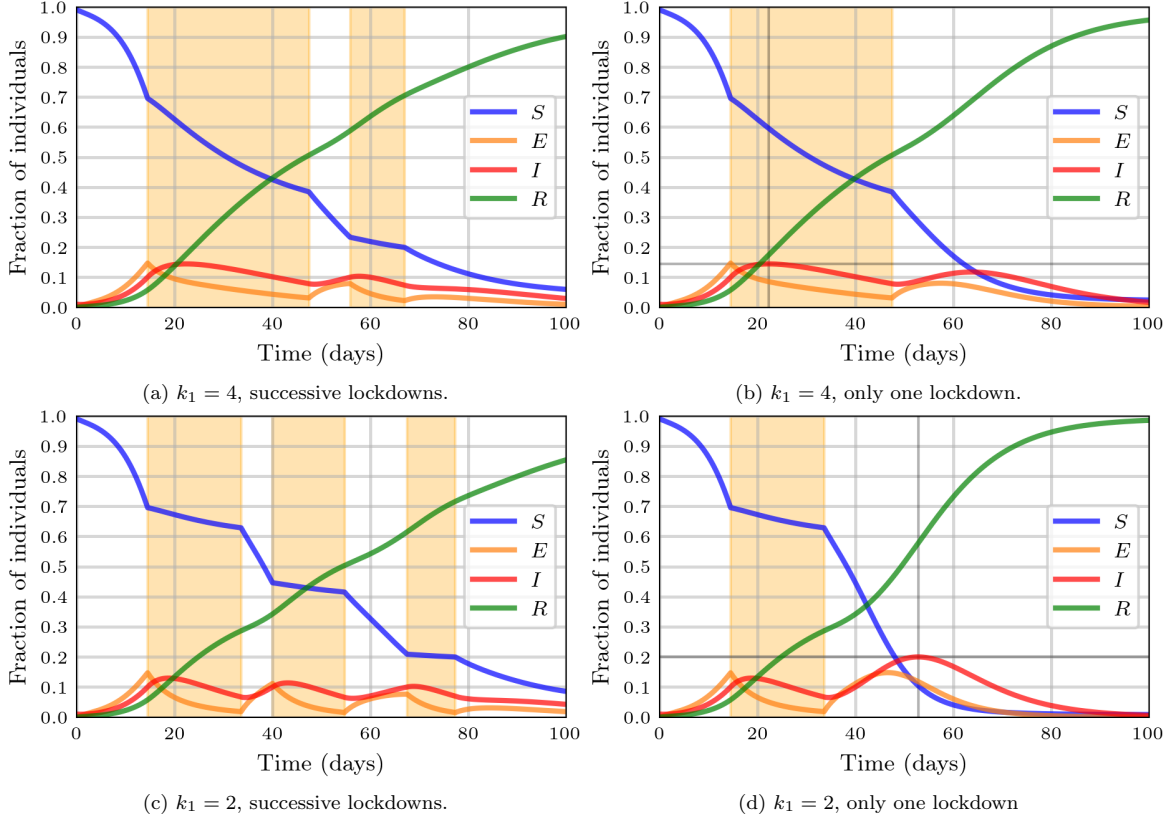 1.0
0.9
0.8
0.7
0.6
0.5
0.4
0.3
0.2
0.1
0.0
Fraction of individuals
S
E
I
R
0 20 40 60 80 100
Time (days)
(a) k₁ = 4, successive lockdowns.
1.0
0.9
0.8
0.7
0.6
0.5
0.4
0.3
0.2
0.1
0.0
Fraction of individuals
S
E
I
R
0 20 40 60 80 100
Time (days)
(b) k₁ = 4, only one lockdown.
1.0
0.9
0.8
0.7
0.6
0.5
0.4
0.3
0.2
0.1
0.0
Fraction of individuals
S
E
I
R
0 20 40 60 80 100
Time (days)
(c) k₁ = 2, successive lockdowns.
1.0
0.9
0.8
0.7
0.6
0.5
0.4
0.3
0.2
0.1
0.0
Fraction of individuals
S
E
I
R
0 20 40 60 80 100
Time (days)
(d) k₁ = 2, only one lockdown